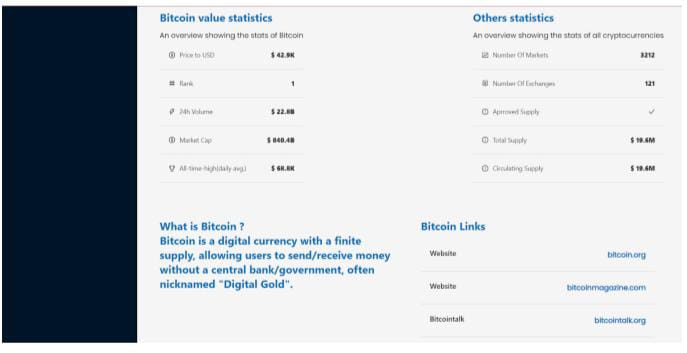 Bitcoin value statistics
An overview showing the stats of Bitcoin
Price to USD $ 42.9K
Rank 1
24h Volume $ 22.8B
Market Cap $ 840.4B
All-time-high(daily avg.) $ 68.8K
Others statistics
An overview showing the stats of all cryptocurrencies
Number Of Markets 3212
Number Of Exchanges 121
Aprroved Supply
Total Supply $ 19.6M
Circulating Supply $ 19.6M
What is Bitcoin ?
Bitcoin is a digital currency with a finite
supply, allowing users to send/receive money
without a central bank/government, often
nicknamed "Digital Gold".
Bitcoin Links
Website bitcoin.org
Website bitcoinmagazine.com
Bitcointalk bitcointalk.org